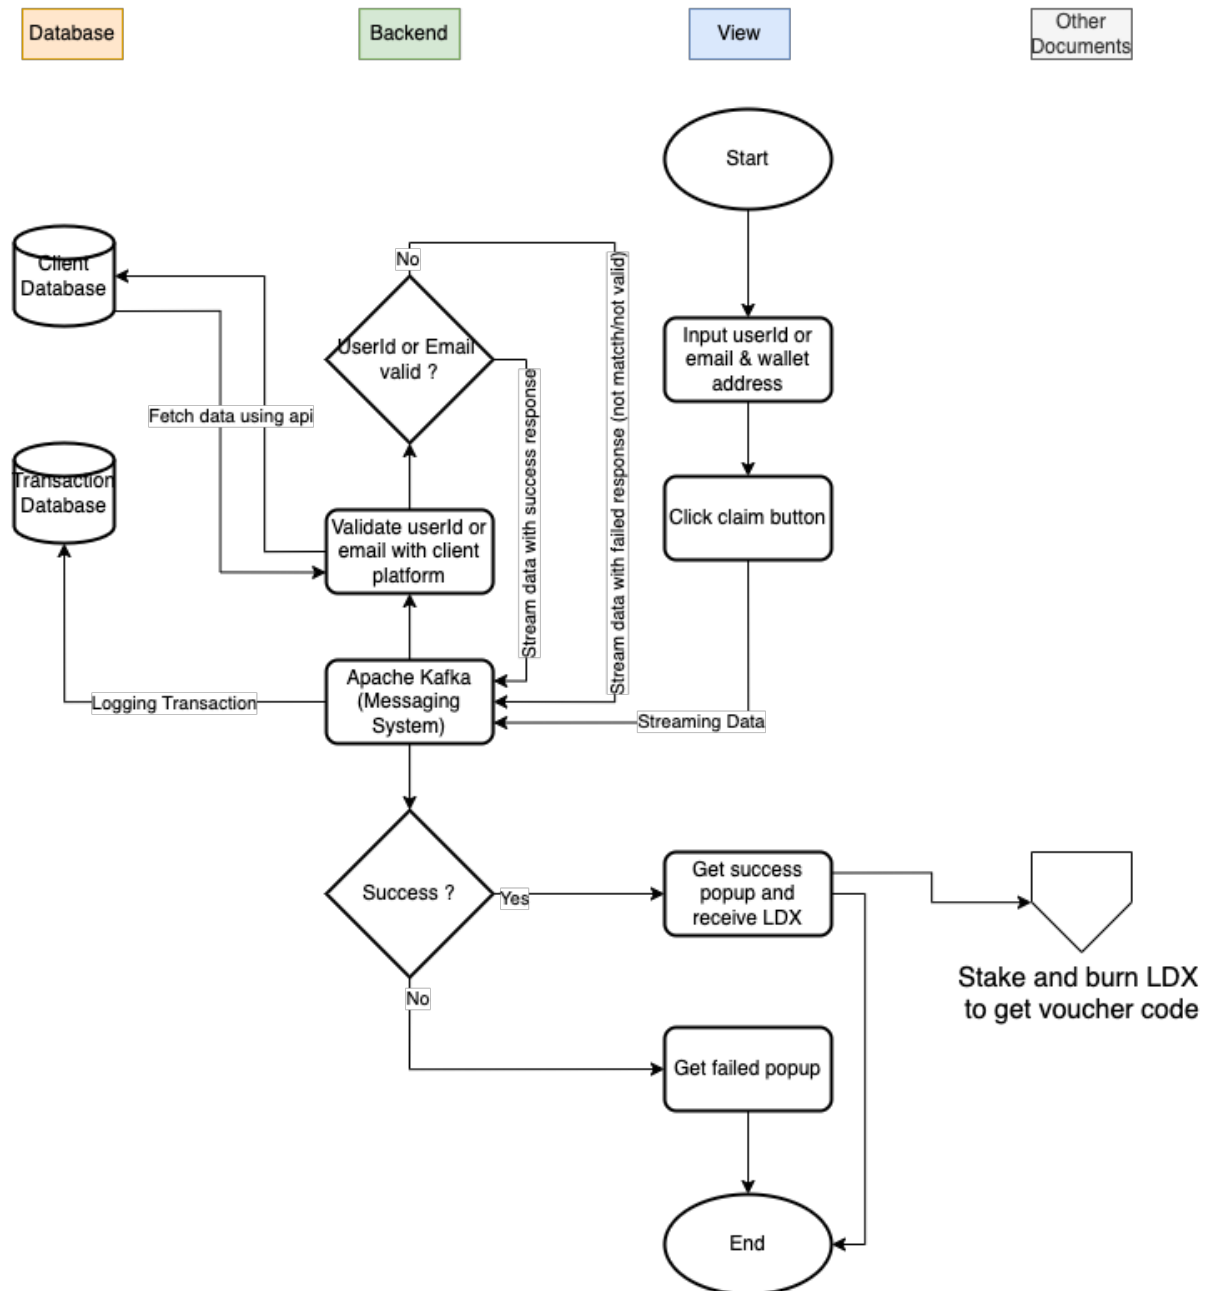 Database
Backend
View
Other
Documents
Start
Client
Database
No
UserId or Email
valid ?
Stream data with success response
Stream data with failed response (not matcth/not valid)
Input userId or
email & wallet
address
Fetch data using api
Transaction
Database
Click claim button
Validate userId or
email with client
platform
Apache Kafka
(Messaging
System)
Logging Transaction
Streaming Data
Success ?
Yes
Get success
popup and
receive LDX
Stake and burn LDX
to get voucher code
No
Get failed popup
End